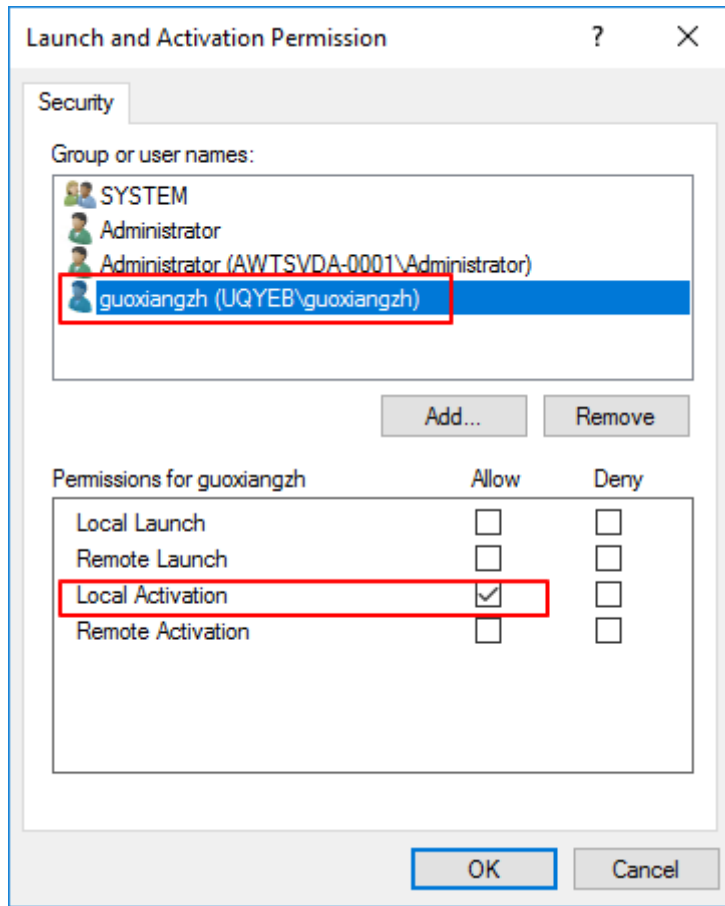 Launch and Activation Permission ? X
Security
Group or user names:
SYSTEM
Administrator
Administrator (AWTSVDA-0001\Administrator)
guoxiangzh (UQYEB\guoxiangzh)
Add... Remove
Permissions for guoxiangzh Allow Deny
Local Launch
Remote Launch
Local Activation
Remote Activation
OK Cancel